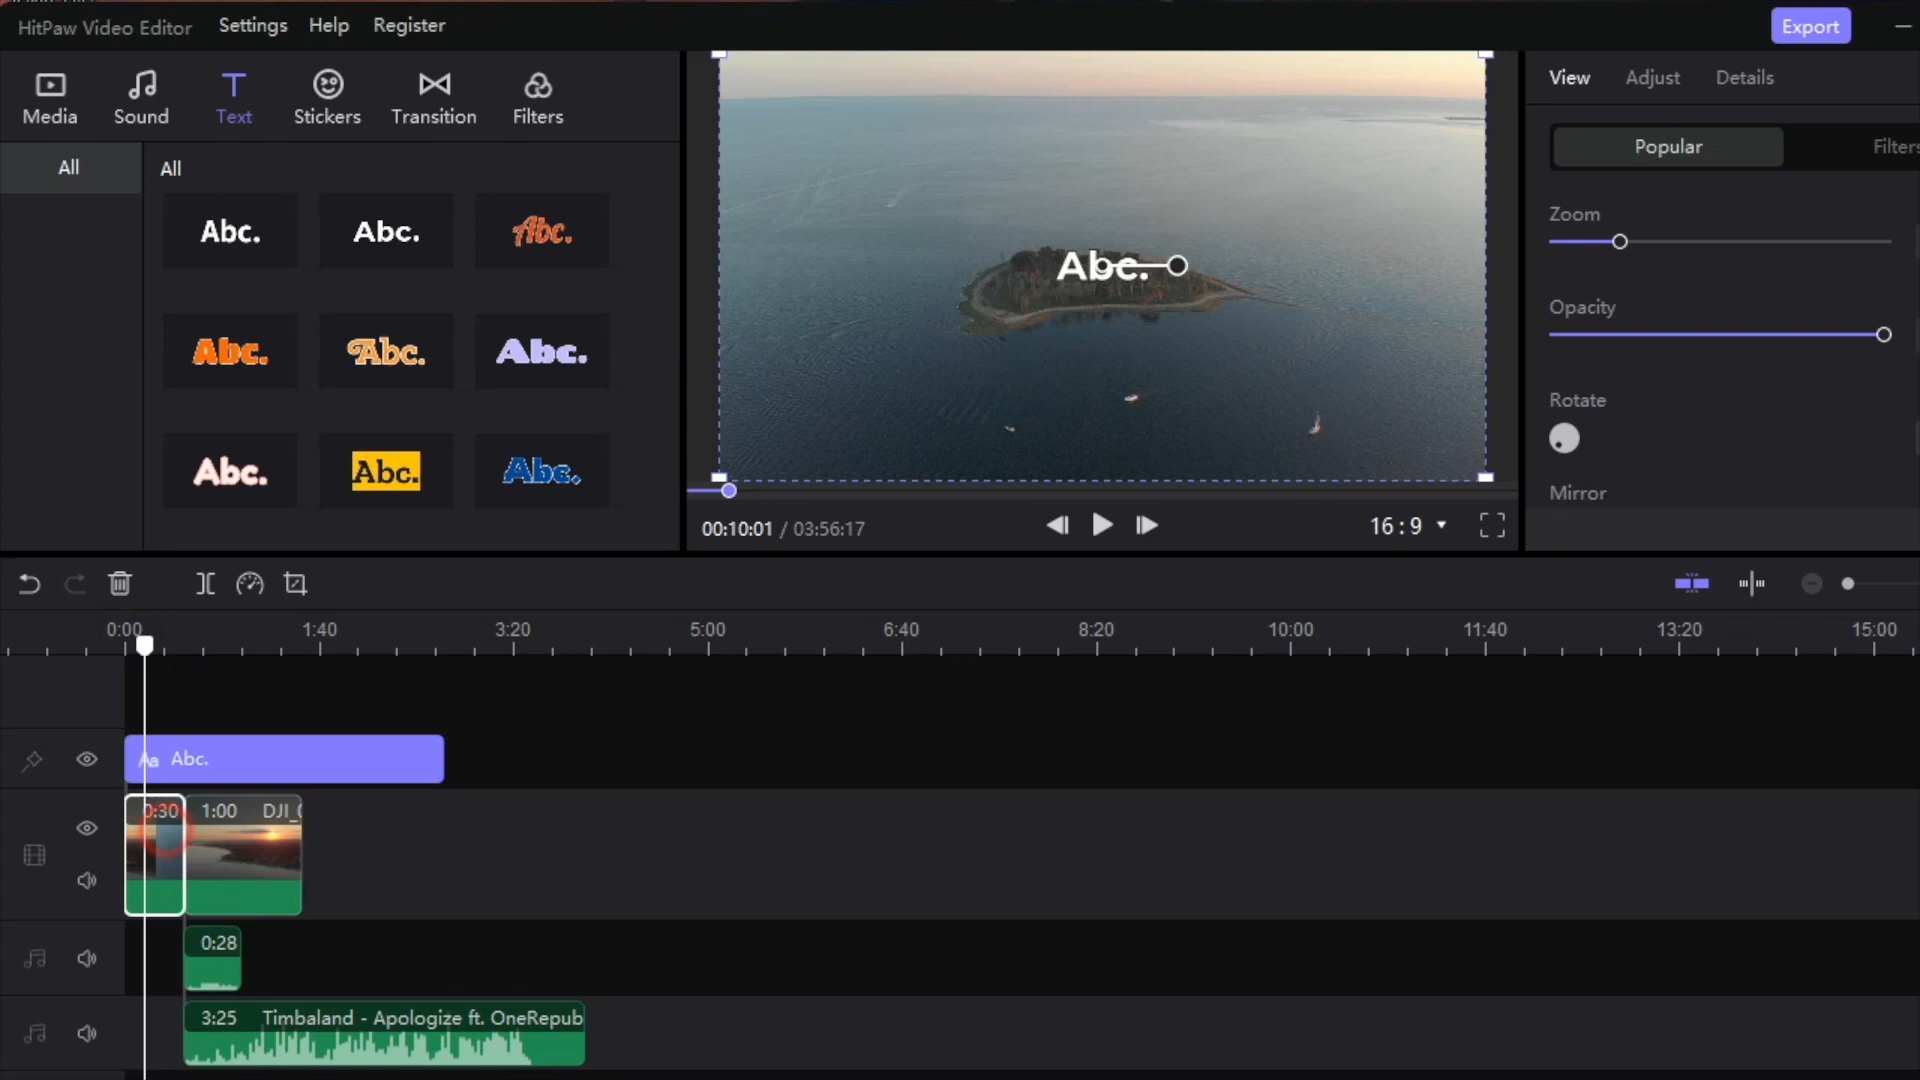 HitPaw Video Editor Settings Help Register Export
Media Sound Text Stickers Transition Filters
View Adjust Details
All All
Popular Filters
Abc. Abc. Abc.
Zoom
Abc.
Opacity
Abc. Abc. Abc.
Rotate
Abc. Abc. Abc.
Mirror
00:10:01 / 03:56:17 16:9
0:00 1:40 3:20 5:00 6:40 8:20 10:00 11:40 13:20 15:00
Aa Abc.
0:30 1:00 DJI_
0:28
3:25 Timbaland - Apologize ft. OneRepub